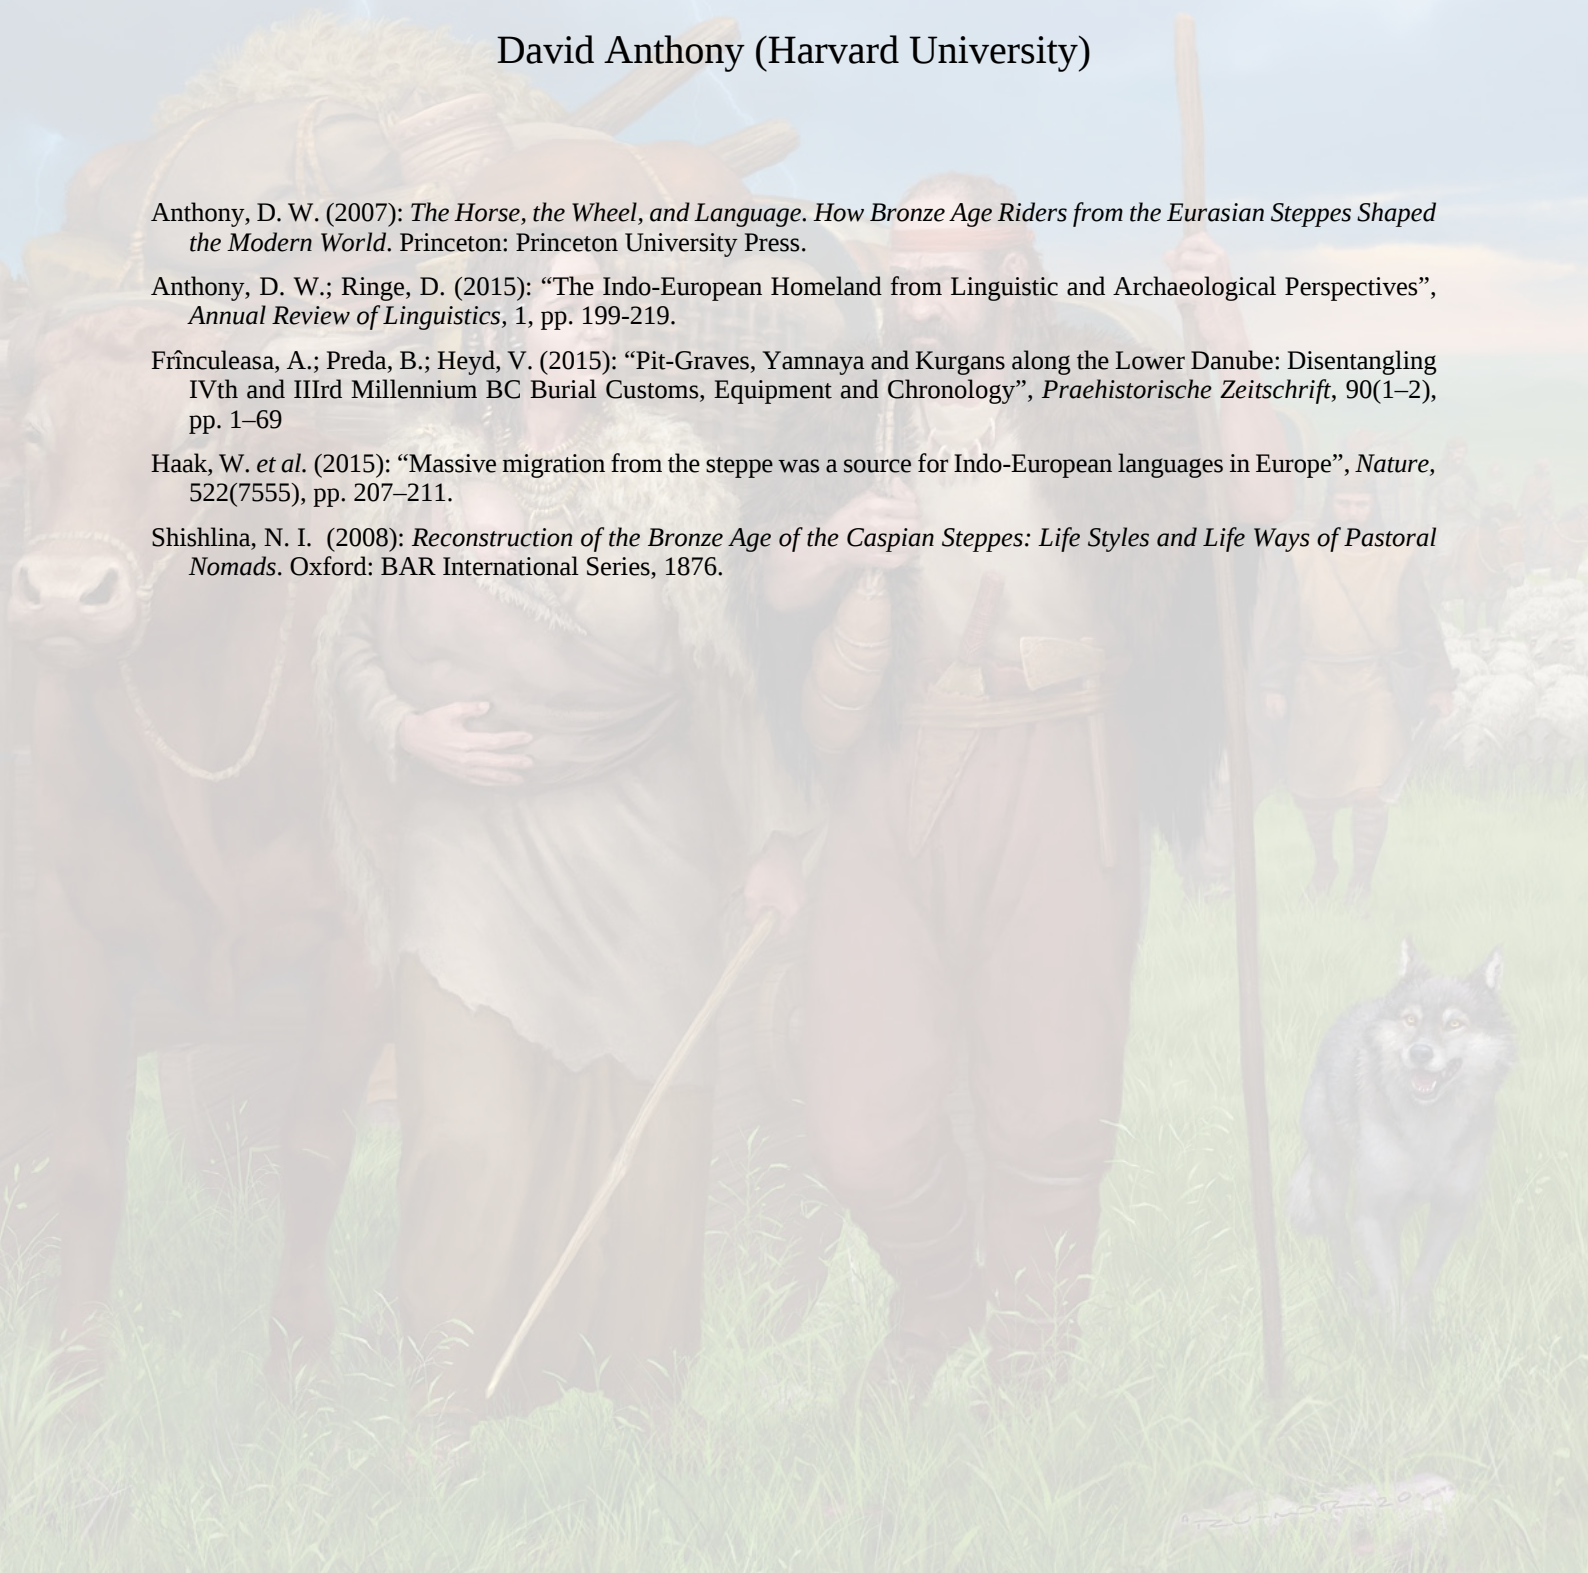 David Anthony (Harvard University)
Anthony, D. W. (2007): The Horse, the Wheel, and Language. How Bronze Age Riders from the Eurasian Steppes Shaped
the Modern World. Princeton: Princeton University Press.
Anthony, D. W.; Ringe, D. (2015): “The Indo-European Homeland from Linguistic and Archaeological Perspectives”,
Annual Review of Linguistics, 1, pp. 199-219.
Frînculeasa, A.; Preda, B.; Heyd, V. (2015): “Pit-Graves, Yamnaya and Kurgans along the Lower Danube: Disentangling
IVth and IIIrd Millennium BC Burial Customs, Equipment and Chronology”, Praehistorische Zeitschrift, 90(1–2),
pp. 1–69
Haak, W. et al. (2015): “Massive migration from the steppe was a source for Indo-European languages in Europe”, Nature,
522(7555), pp. 207–211.
Shishlina, N. I. (2008): Reconstruction of the Bronze Age of the Caspian Steppes: Life Styles and Life Ways of Pastoral
Nomads. Oxford: BAR International Series, 1876.